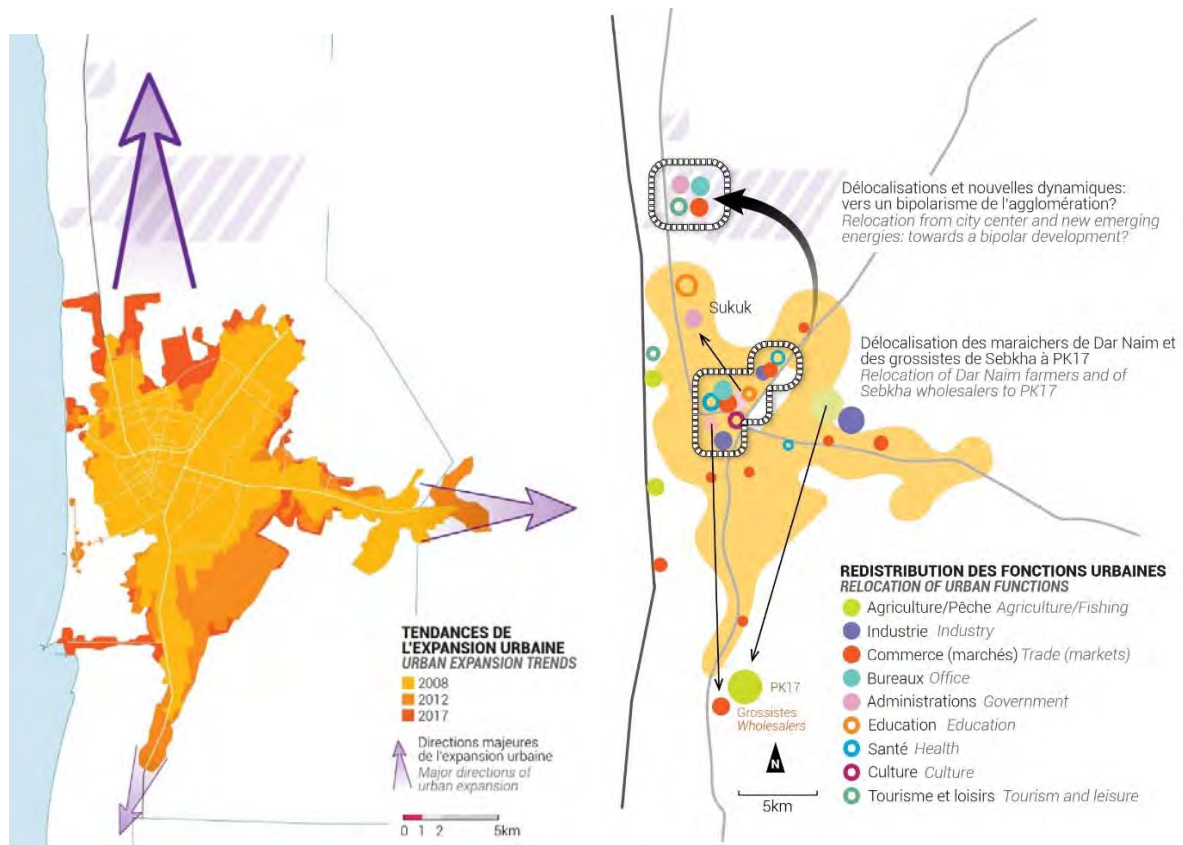 TENDANCES DE
L'EXPANSION URBAINE
URBAN EXPANSION TRENDS
2008
2012
2017
Directions majeures
de l'expansion urbaine
Major directions of
urban expansion
0 1 2 5km
Délocalisations et nouvelles dynamiques:
vers un bipolarisme de l'agglomération?
Relocation from city center and new emerging
energies: towards a bipolar development?
Sukuk
Délocalisation des maraichers de Dar Naim et
des grossistes de Sebkha à PK17
Relocation of Dar Naim farmers and of
Sebkha wholesalers to PK17
PK17
Grossistes
Wholesalers
N
5km
REDISTRIBUTION DES FONCTIONS URBAINES
RELOCATION OF URBAN FUNCTIONS
Agriculture/Pêche Agriculture/Fishing
Industrie Industry
Commerce (marchés) Trade (markets)
Bureaux Office
Administrations Government
Education Education
Santé Health
Culture Culture
Tourisme et loisirs Tourism and leisure